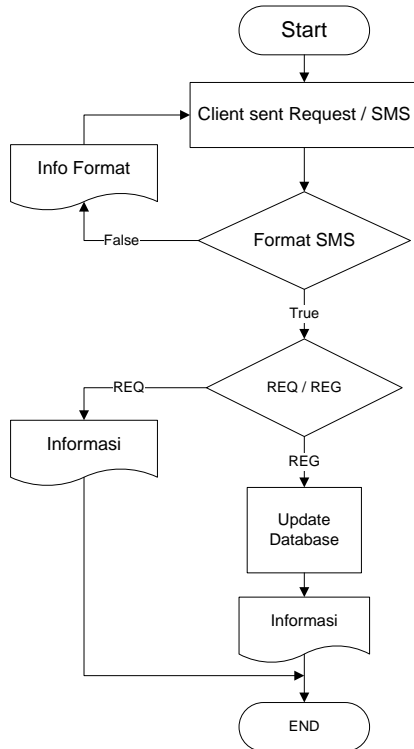 Start
Client sent Request / SMS
Info Format
False
Format SMS
True
REQ
REQ / REG
Informasi
REG
Update
Database
Informasi
END